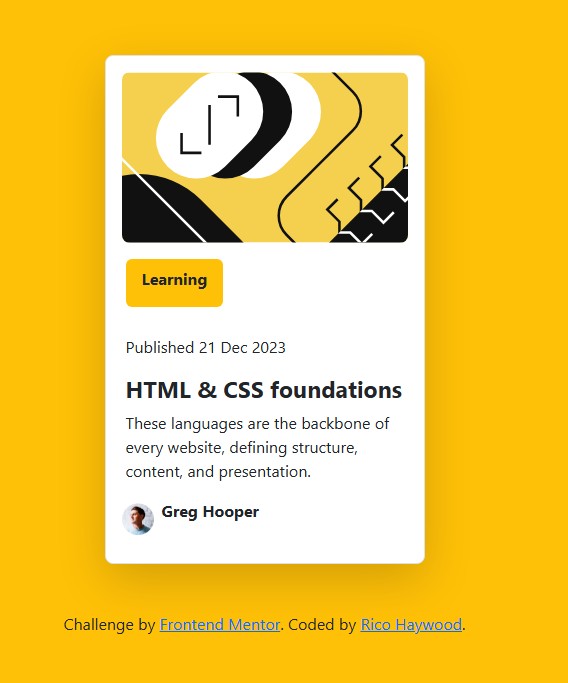 Learning
Published 21 Dec 2023
HTML & CSS foundations
These languages are the backbone of
every website, defining structure,
content, and presentation.
Greg Hooper
Challenge by Frontend Mentor. Coded by Rico Haywood.